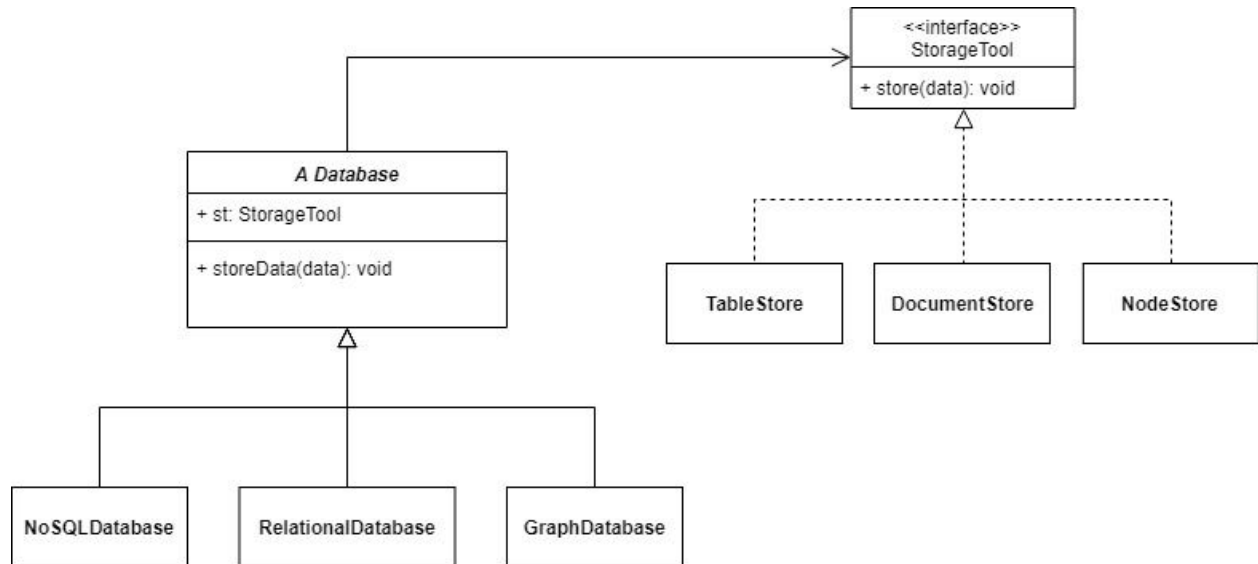 <<interface>>
StorageTool
+ store(data): void
A Database
+ st: StorageTool
+ storeData(data): void
TableStore
DocumentStore
NodeStore
NoSQLDatabase
RelationalDatabase
GraphDatabase